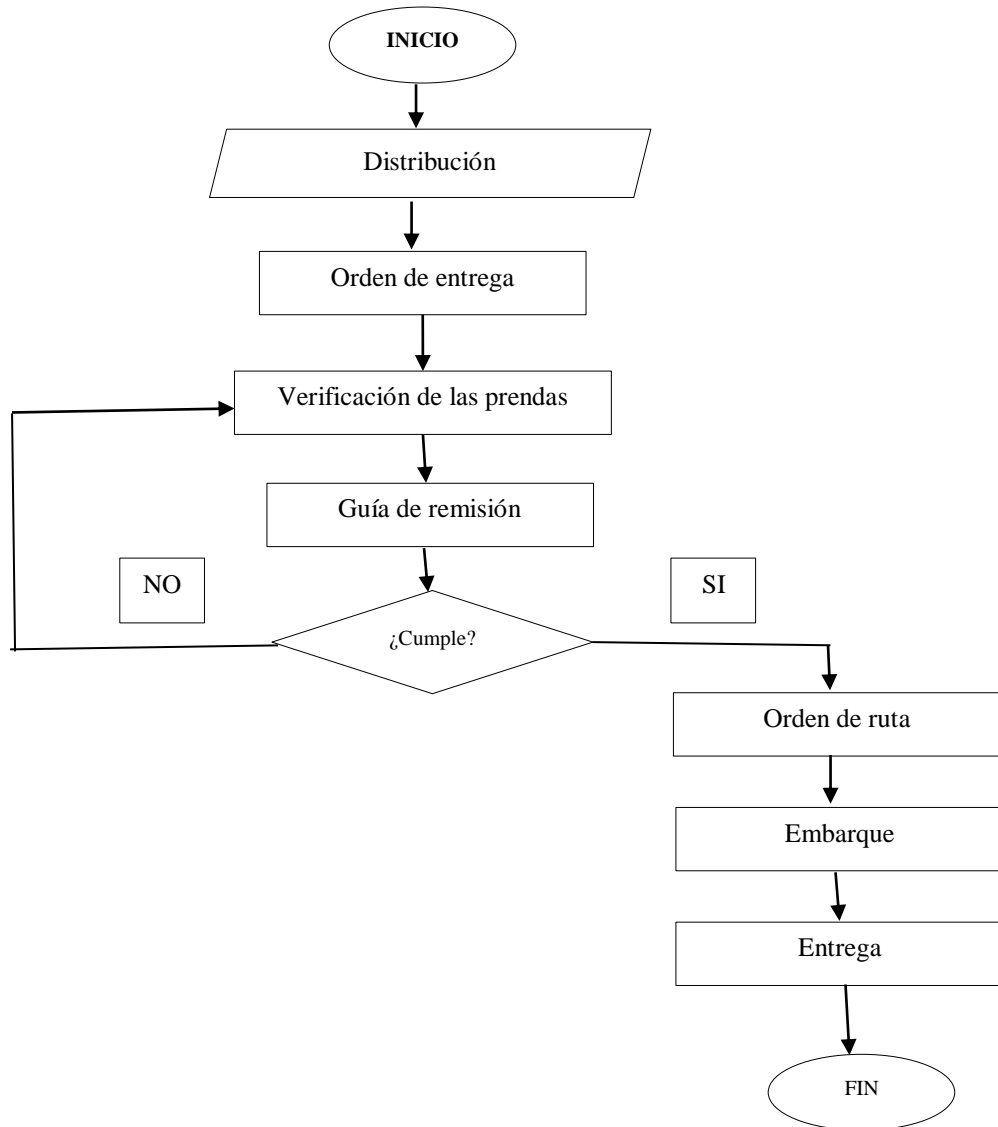 INICIO
Distribución
Orden de entrega
Verificación de las prendas
Guía de remisión
NO
SI
¿Cumple?
Orden de ruta
Embarque
Entrega
FIN